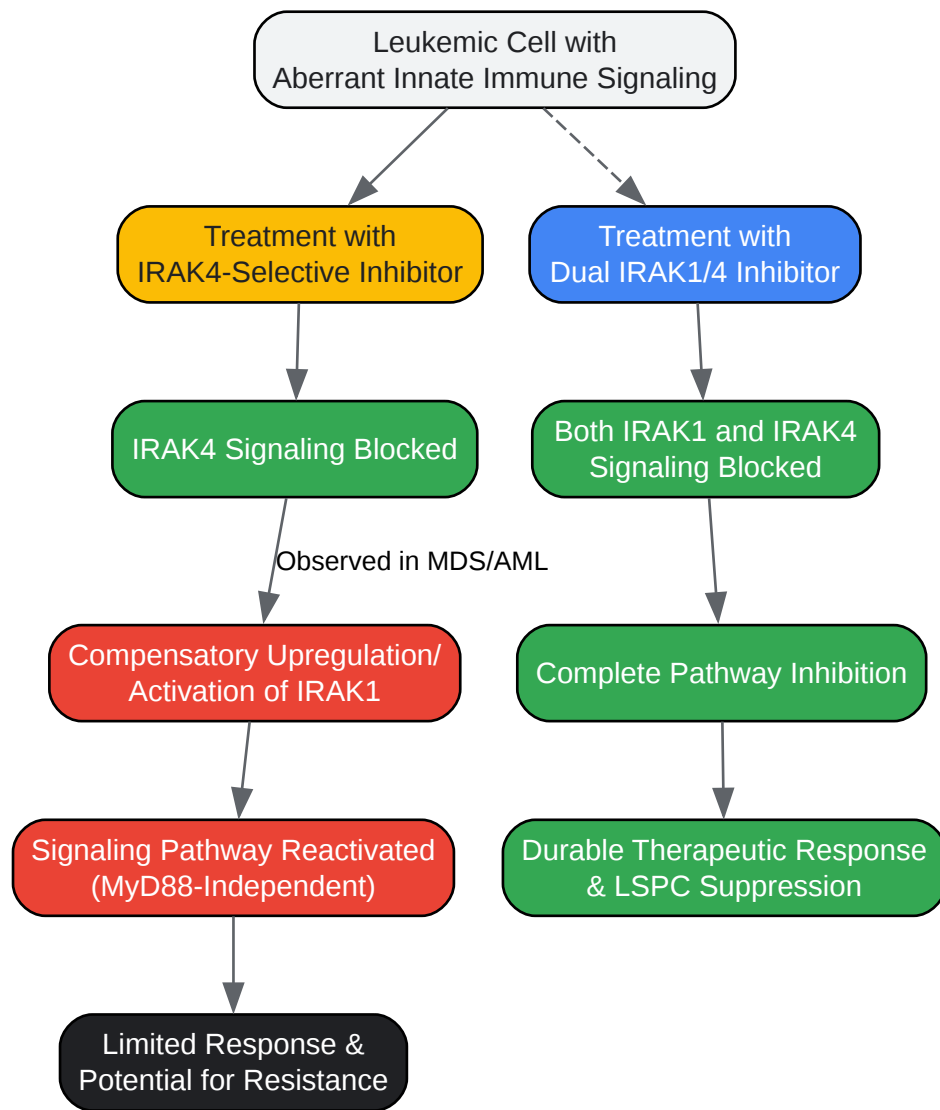 Leukemic Cell with
Aberrant Innate Immune Signaling
Treatment with
IRAK4-Selective Inhibitor
Treatment with
Dual IRAK1/4 Inhibitor
IRAK4 Signaling Blocked
Both IRAK1 and IRAK4
Signaling Blocked
Observed in MDS/AML
Compensatory Upregulation/
Activation of IRAK1
Complete Pathway Inhibition
Signaling Pathway Reactivated
(MyD88-Independent)
Durable Therapeutic Response
& LSPC Suppression
Limited Response &
Potential for Resistance